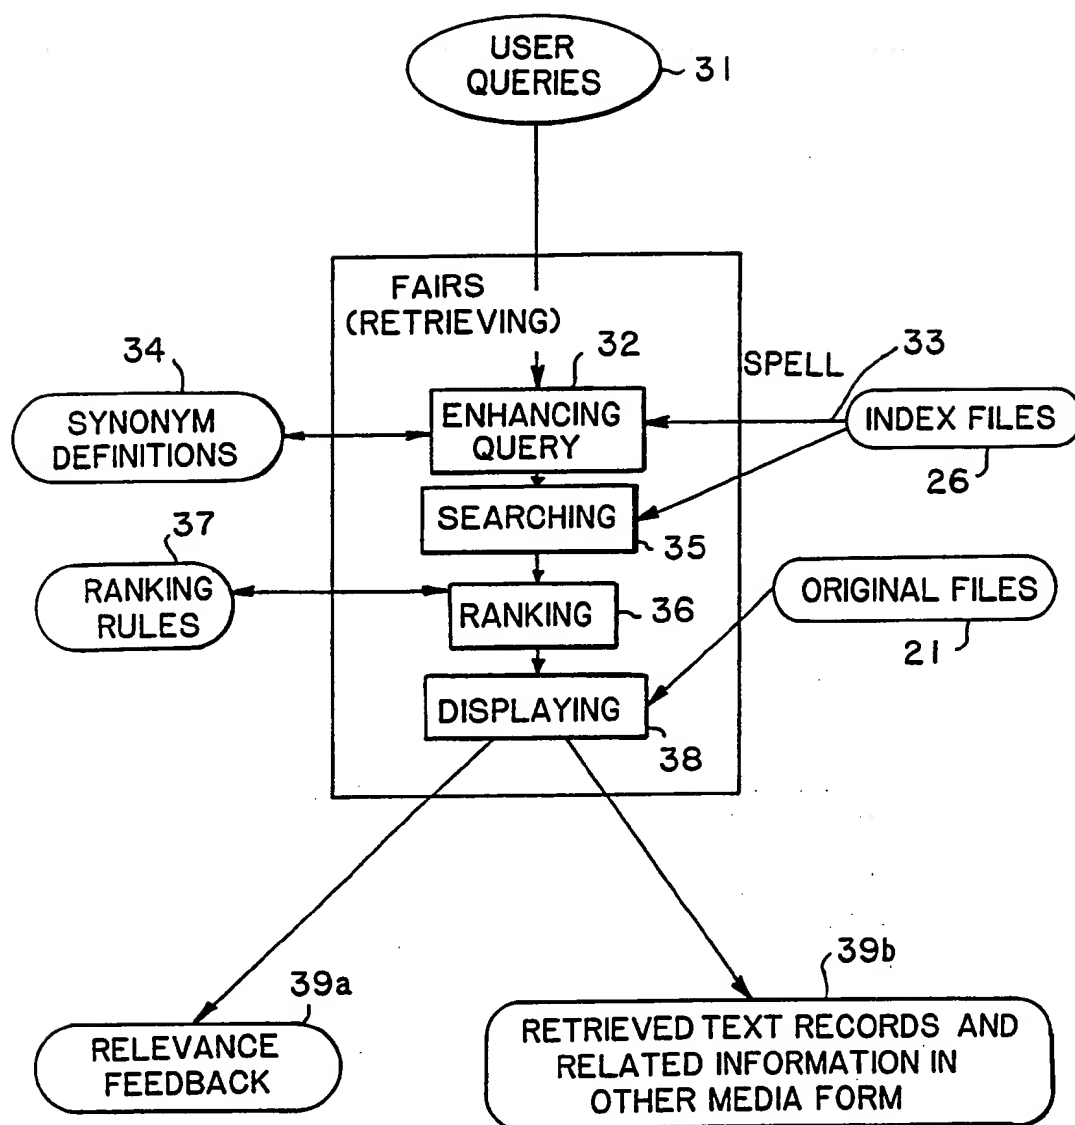 USER
QUERIES
31
FAIRS
(RETRIEVING)
34
32
SPELL
33
SYNONYM
DEFINITIONS
ENHANCING
QUERY
INDEX FILES
26
SEARCHING
35
37
RANKING
RULES
RANKING
36
ORIGINAL FILES
21
DISPLAYING
38
39a
39b
RELEVANCE
FEEDBACK
RETRIEVED TEXT RECORDS AND
RELATED INFORMATION IN
OTHER MEDIA FORM